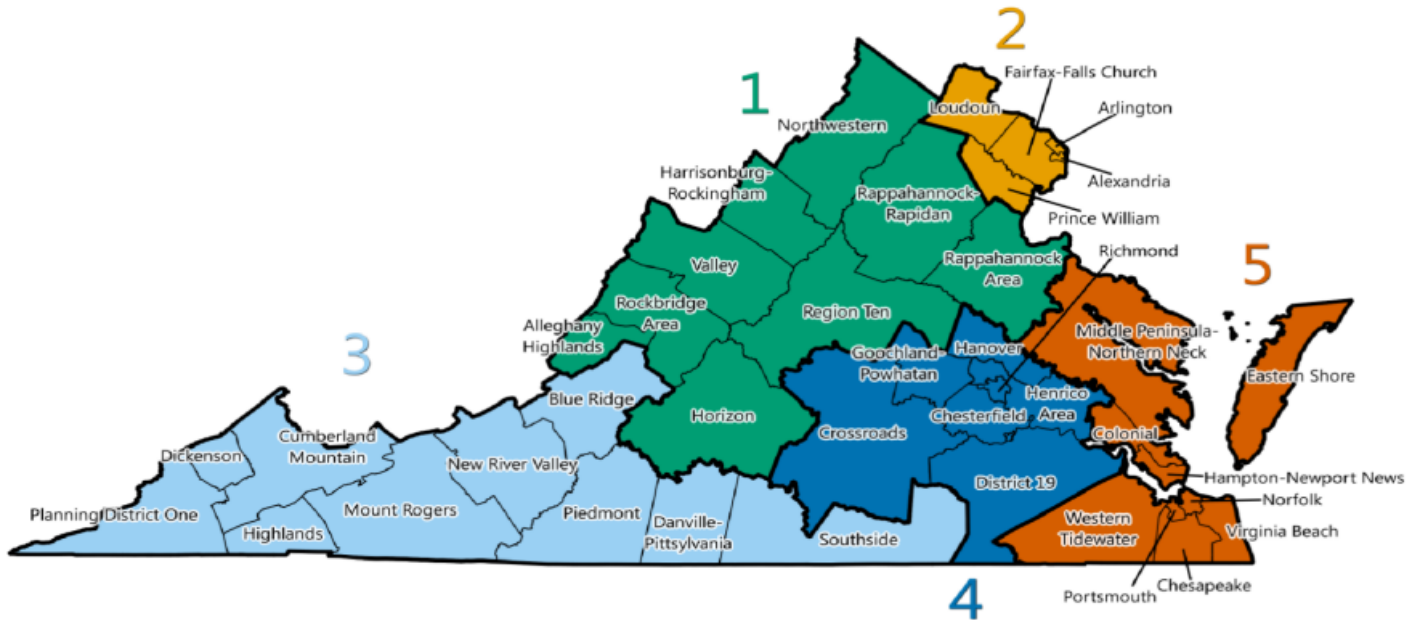 2
Fairfax-Falls Church
1
Loudoun
Arlington
Northwestern
Harrisonburg-
Rockingham
Alexandria
Rappahannock-
Rapidan
Prince William
Richmond
Valley
Rappahannock
Area
5
Rockbridge
Area
Region Ten
Alleghany
Highlands
3
Middle Peninsula-
Northern Neck
Goochland-
Powhatan
Hanover
Eastern Shore
Blue Ridge
Henrico
Area
Horizon
Chesterfield
Crossroads
Colonial
Cumberland
Mountain
Dickenson
New River Valley
Hampton-Newport News
District 19
Norfolk
Planning District One
Mount Rogers
Piedmont
Danville-
Pittsylvania
Western
Tidewater
Highlands
Southside
Virginia Beach
4
Portsmouth
Chesapeake